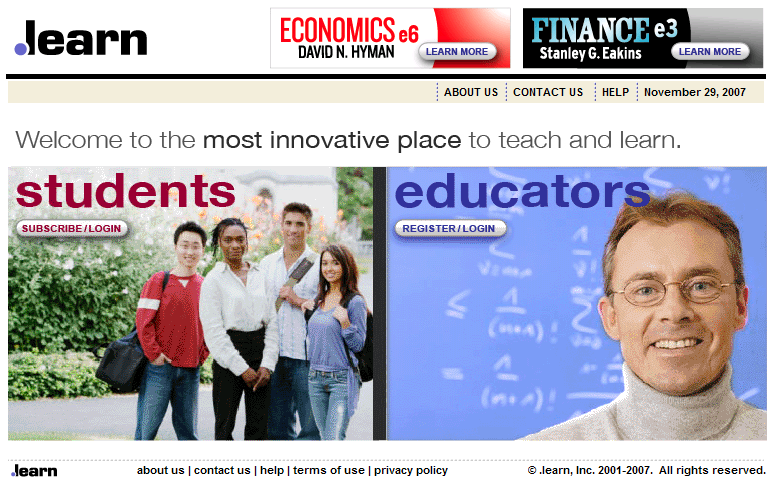 .learn
ECONOMICS e6
DAVID N. HYMAN
LEARN MORE
FINANCE e3
Stanley G. Eakins
LEARN MORE
ABOUT US CONTACT US HELP November 29, 2007
Welcome to the most innovative place to teach and learn.
students
SUBSCRIBE / LOGIN
educators
REGISTER / LOGIN
.learn
about us | contact us | help | terms of use | privacy policy
© .learn, Inc. 2001-2007. All rights reserved.